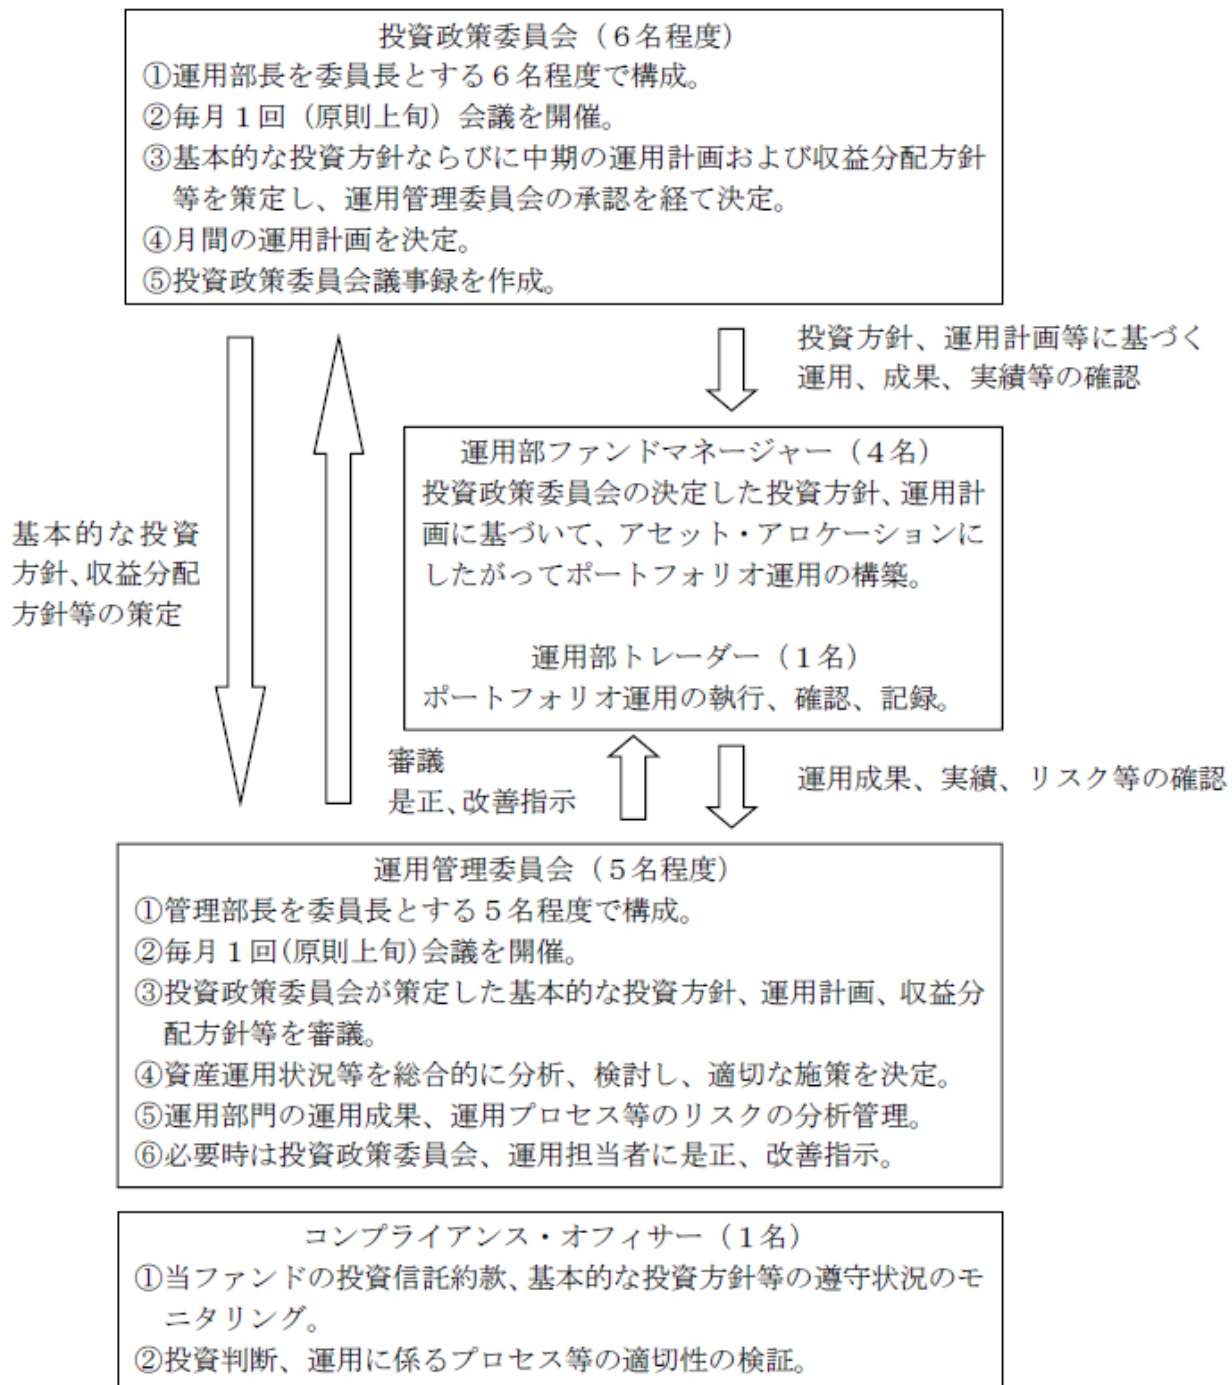 投資政策委員会（６名程度）
①運用部長を委員長とする６名程度で構成。
②毎月１回（原則上旬）会議を開催。
③基本的な投資方針ならびに中期の運用計画および収益分配方針
等を策定し、運用管理委員会の承認を経て決定。
④月間の運用計画を決定。
⑤投資政策委員会議事録を作成。
投資方針、運用計画等に基づく
運用、成果、実績等の確認
基本的な投資
方針、収益分配
方針等の策定
運用部ファンドマネージャー（４名）
投資政策委員会の決定した投資方針、運用計
画に基づいて、アセット・アロケーションに
したがってポートフォリオ運用の構築。
運用部トレーダー（１名）
ポートフォリオ運用の執行、確認、記録。
審議
是正、改善指示
運用成果、実績、リスク等の確認
運用管理委員会（５名程度）
①管理部長を委員長とする５名程度で構成。
②毎月１回(原則上旬)会議を開催。
③投資政策委員会が策定した基本的な投資方針、運用計画、収益分
配方針等を審議。
④資産運用状況等を総合的に分析、検討し、適切な施策を決定。
⑤運用部門の運用成果、運用プロセス等のリスクの分析管理。
⑥必要時は投資政策委員会、運用担当者に是正、改善指示。
コンプライアンス・オフィサー（１名）
①当ファンドの投資信託約款、基本的な投資方針等の遵守状況のモ
ニタリング。
②投資判断、運用に係るプロセス等の適切性の検証。